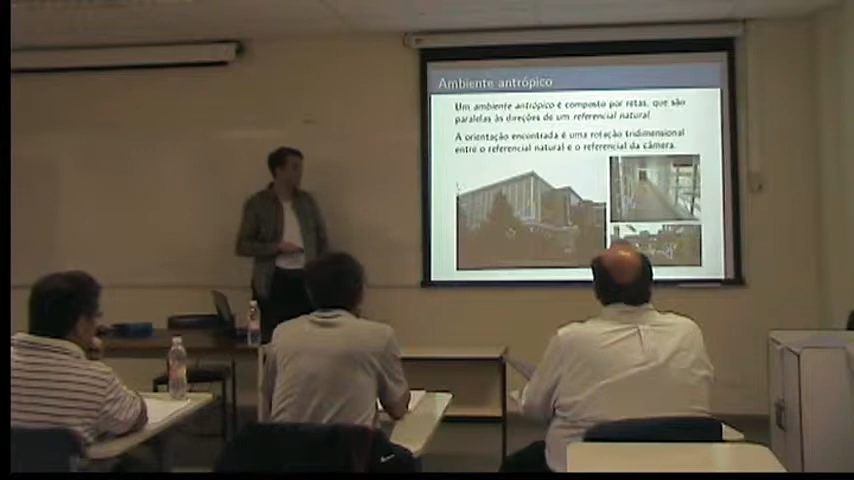 Ambiente antrópico
Um ambiente antrópico é composto por retas, que são
paralelas às direções de um referencial natural
A orientação encontrada é uma rotação tridimensional
entre o referencial natural e o referencial da câmera.